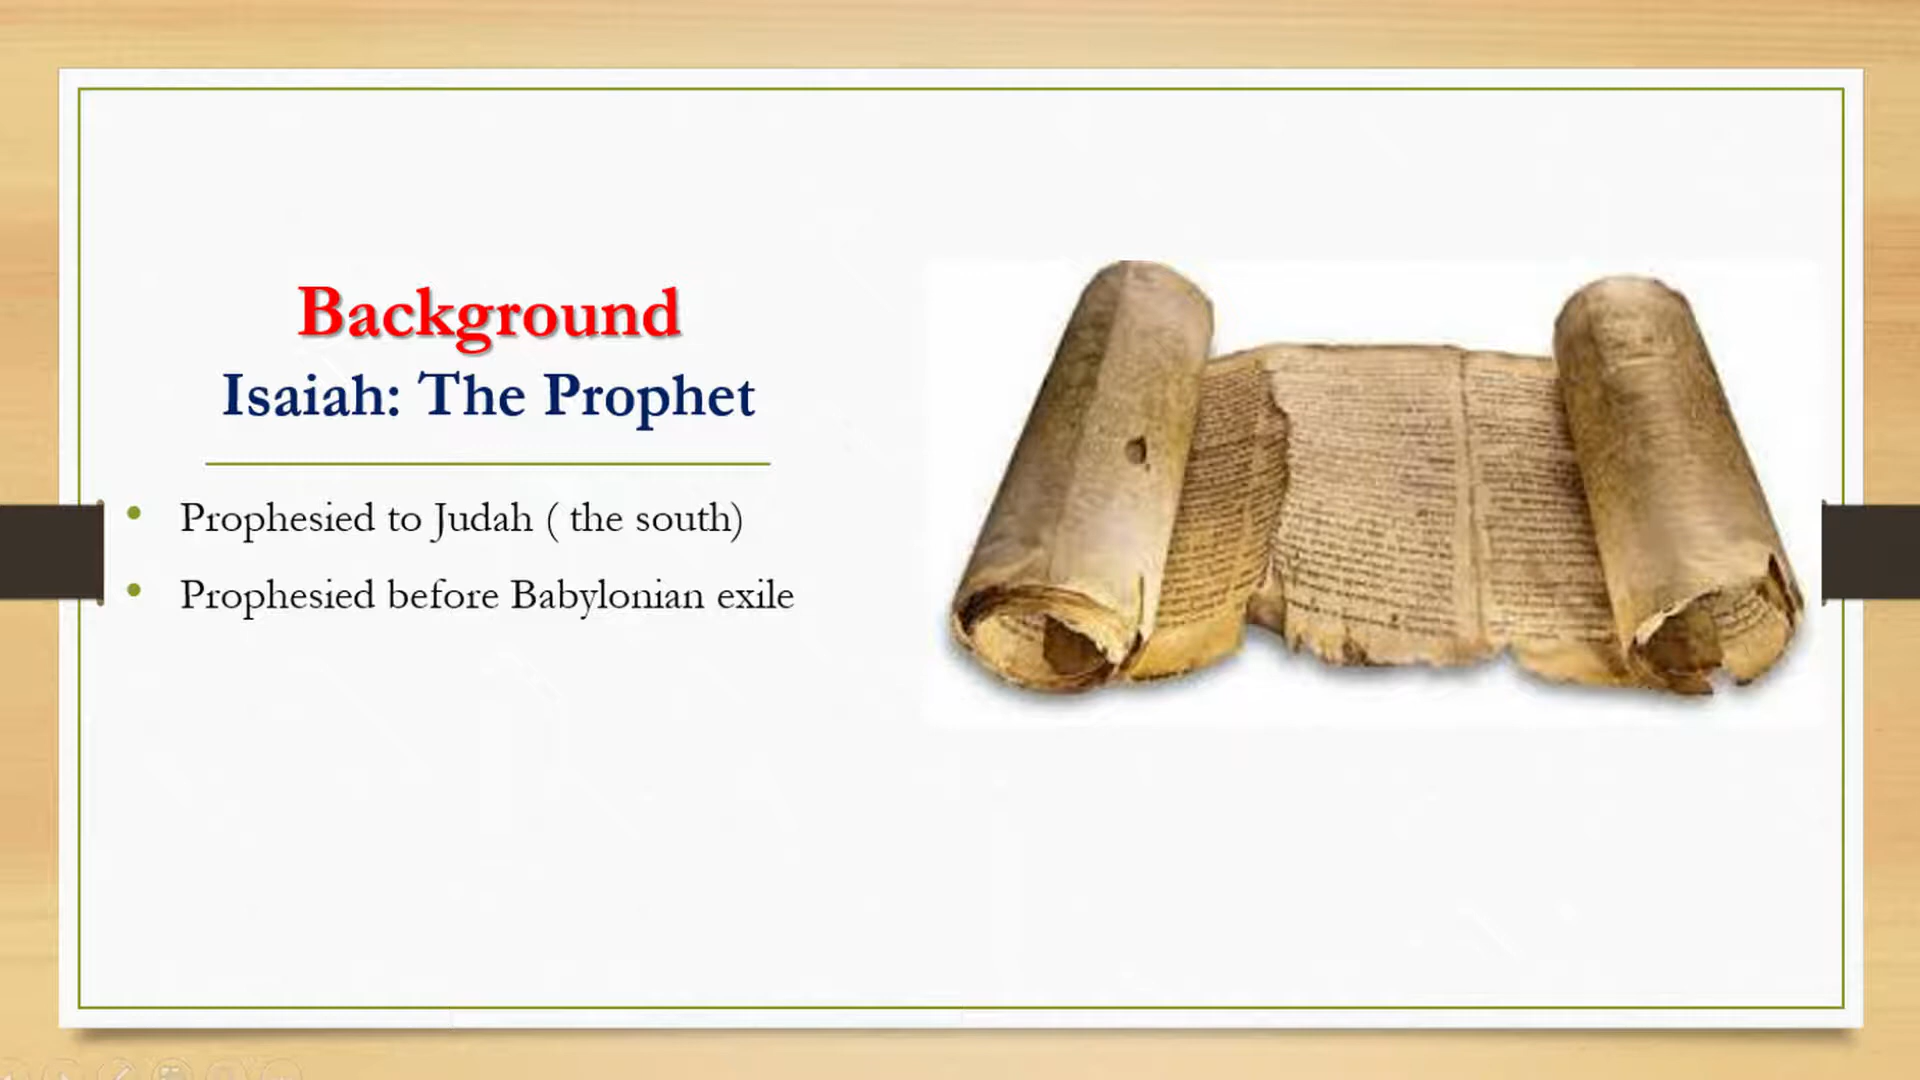 Background
Isaiah: The Prophet
• Prophesied to Judah ( the south)
• Prophesied before Babylonian exile